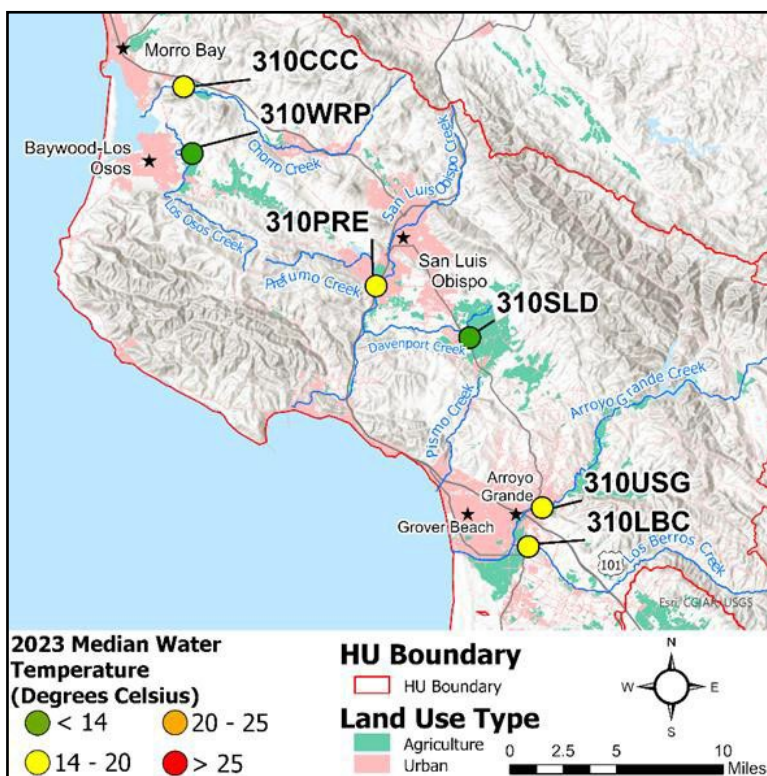 Morro Bay
310CCC
310WRP
Baywood-Los
Osos
Chorro Creek
San Luis
Obispo Creek
Los Osos Creek
310PRE
San Luis
Obispo
Prefumo Creek
310SLD
Davenport Creek
Arroyo Grande Creek
Pismo Creek
Arroyo
Grande
310USG
Grover Beach
310LBC
Los Berros Creek
101
Esri, CGIAR, USGS
2023 Median Water
Temperature
(Degrees Celsius)
< 14
20 - 25
14 - 20
> 25
HU Boundary
HU Boundary
Land Use Type
Agriculture
Urban
N
W
E
S
0 2.5 5 10
Miles